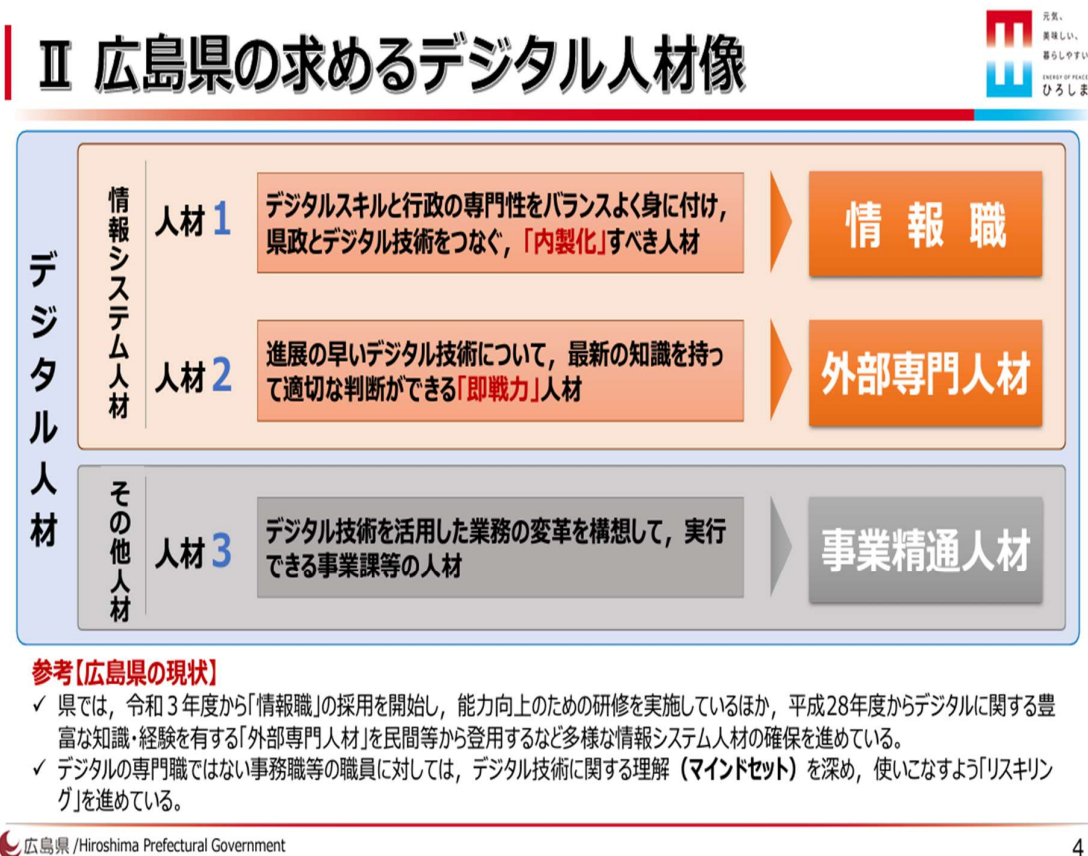 Ⅱ 広島県の求めるデジタル人材像
元気、
美味しい、
暮らしやすい
ENERGY OF PEACE
ひろしま
デジタル人材
情報システム人材
人材1
デジタルスキルと行政の専門性をバランスよく身に付け，
県政とデジタル技術をつなぐ，「内製化」すべき人材
情報職
人材2
進展の早いデジタル技術について，最新の知識を持っ
て適切な判断ができる「即戦力」人材
外部専門人材
その他人材
人材3
デジタル技術を活用した業務の変革を構想して，実行
できる事業課等の人材
事業精通人材
参考【広島県の現状】
✓ 県では，令和３年度から「情報職」の採用を開始し，能力向上のための研修を実施しているほか，平成28年度からデジタルに関する豊
富な知識・経験を有する「外部専門人材」を民間等から登用するなど多様な情報システム人材の確保を進めている。
✓ デジタルの専門職ではない事務職等の職員に対しては，デジタル技術に関する理解（マインドセット）を深め，使いこなすよう「リスキリン
グ」を進めている。
広島県 /Hiroshima Prefectural Government
4